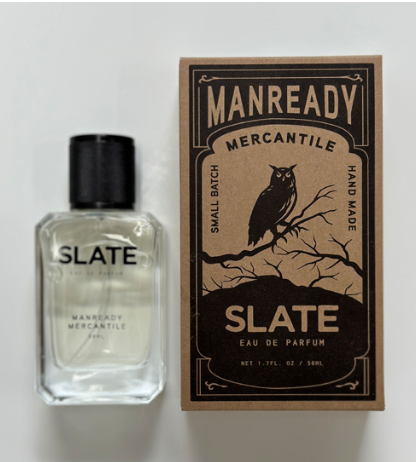 SLATE
EAU DE PARFUM
MANREADY
MERCANTILE
50ML
MANREADY
MERCANTILE
SMALL BATCH
HAND MADE
SLATE
EAU DE PARFUM
NET 1.7FL. OZ / 50ML